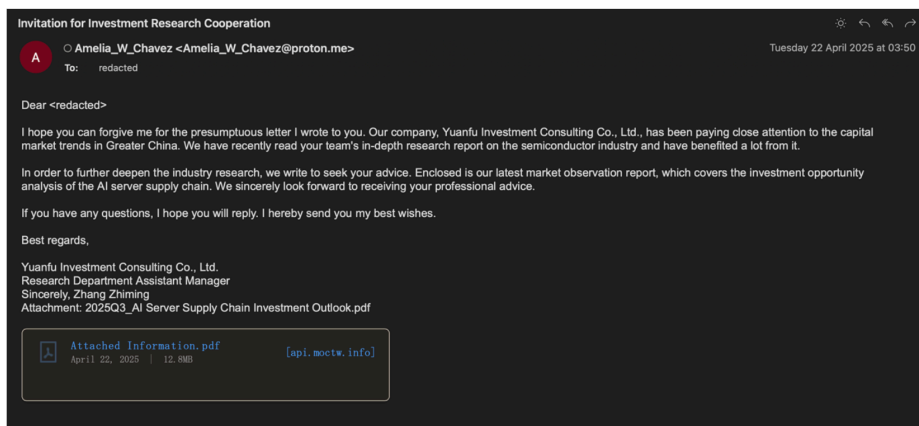 Invitation for Investment Research Cooperation
A
Amelia_W_Chavez <Amelia_W_Chavez@proton.me>
Tuesday 22 April 2025 at 03:50
To: redacted
Dear <redacted>
I hope you can forgive me for the presumptuous letter I wrote to you. Our company, Yuanfu Investment Consulting Co., Ltd., has been paying close attention to the capital
market trends in Greater China. We have recently read your team's in-depth research report on the semiconductor industry and have benefited a lot from it.
In order to further deepen the industry research, we write to seek your advice. Enclosed is our latest market observation report, which covers the investment opportunity
analysis of the AI server supply chain. We sincerely look forward to receiving your professional advice.
If you have any questions, I hope you will reply. I hereby send you my best wishes.
Best regards,
Yuanfu Investment Consulting Co., Ltd.
Research Department Assistant Manager
Sincerely, Zhang Zhiming
Attachment: 2025Q3_AI Server Supply Chain Investment Outlook.pdf
Attached Information.pdf
[api.moctw.info]
April 22, 2025 | 12.8MB